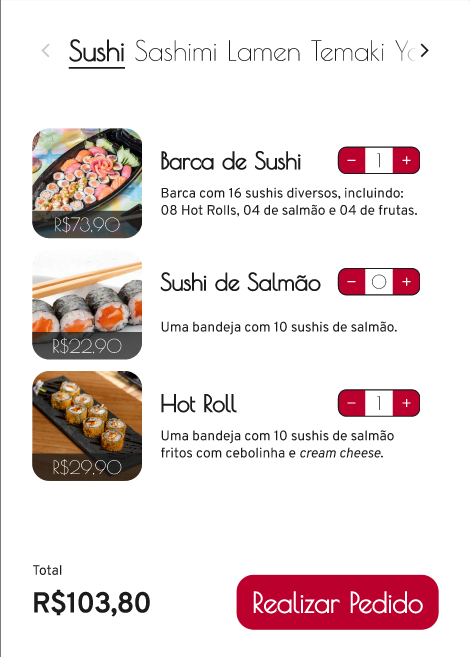 Sushi Sashimi Lamen Temaki
Barca de Sushi
- 1 +
Barca com 16 sushis diversos, incluindo:
08 Hot Rolls, 04 de salmão e 04 de frutas.
R$73,90
Sushi de Salmão
- 0 +
Uma bandeja com 10 sushis de salmão.
R$22,90
Hot Roll
- 1 +
Uma bandeja com 10 sushis de salmão
fritos com cebolinha e cream cheese.
R$29,90
Total
R$103,80
Realizar Pedido